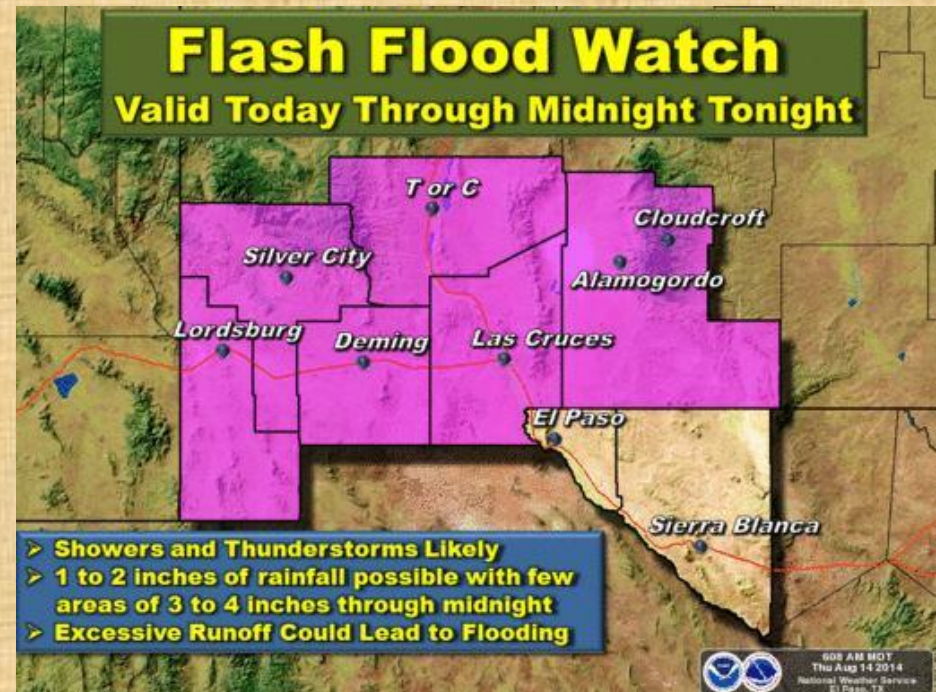 Flash Flood Watch
Valid Today Through Midnight Tonight
T or C
Cloudcroft
Silver City
Alamogordo
Lordsburg
Deming
Las Cruces
El Paso
Sierra Blanca
➢ Showers and Thunderstorms Likely
➢ 1 to 2 inches of rainfall possible with few
areas of 3 to 4 inches through midnight
➢ Excessive Runoff Could Lead to Flooding
608 AM MDT
Thu Aug 14 2014
National Weather Service
El Paso, TX